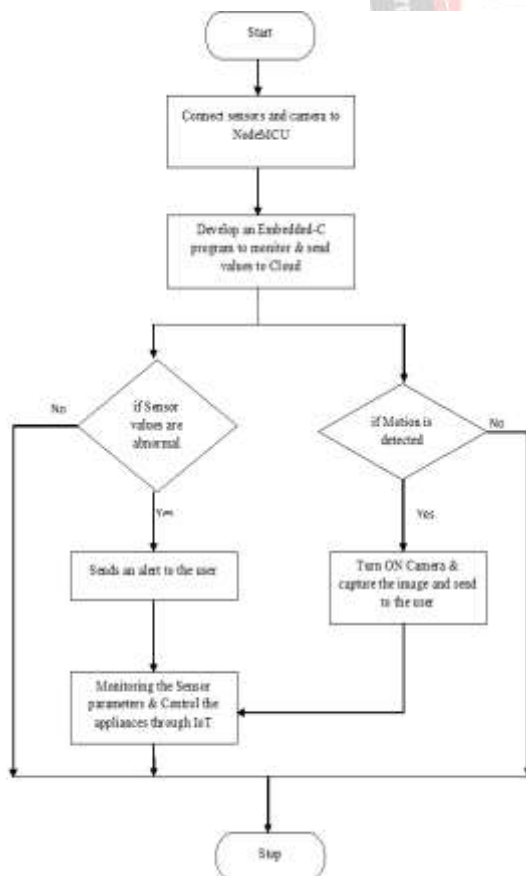 Start
Connect sensors and camera to
NodeMCU
Develop an Embedded-C
program to monitor & send
values to Cloud
No
if Sensor
values are
abnormal
if Motion is
detected
No
Yes
Yes
Sends an alert to the user
Turn ON Camera &
capture the image and send
to the user
Monitoring the Sensor
parameters & Control the
appliances through IoT
Stop